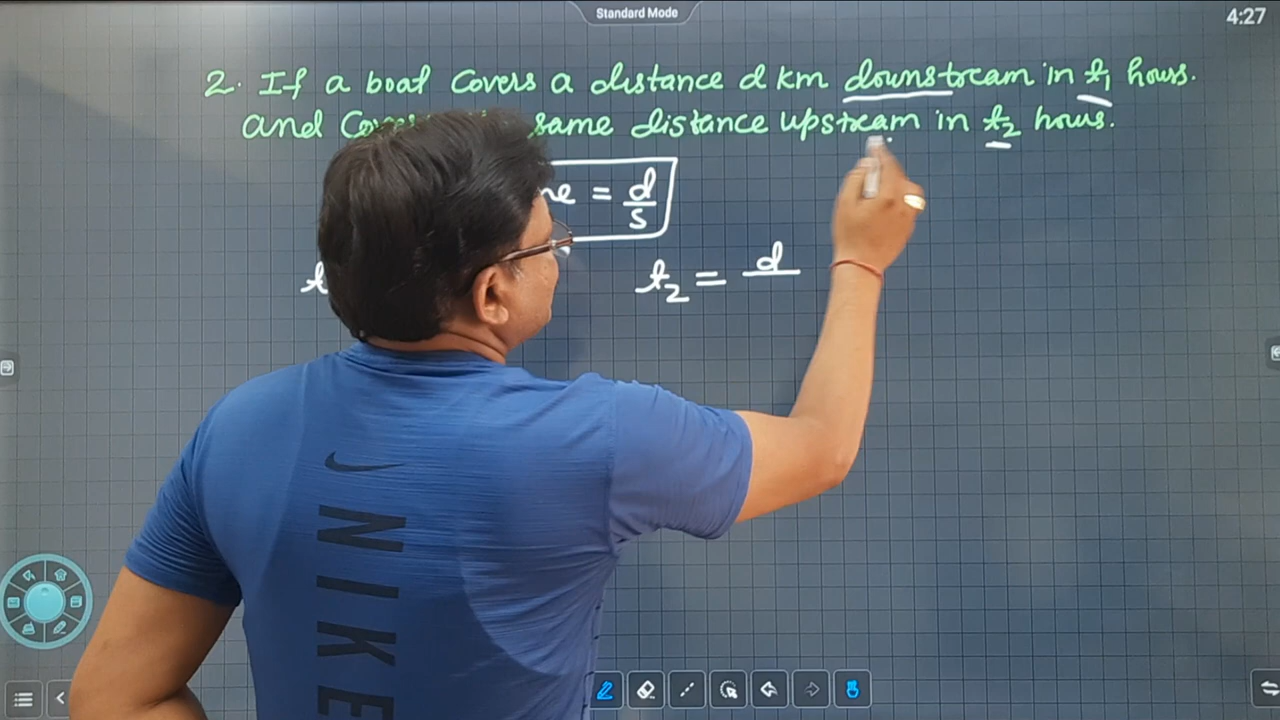 Standard Mode
4:27
2. If a boat Covers a distance d km downstream in t₁ hours.
and same distance upstream in t₂ hours.
= d/s
t
t₂ = d
NIKE